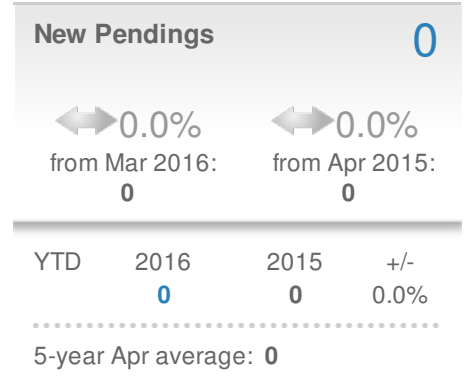 New Pendings 0
0.0% 0.0%
from Mar 2016: from Apr 2015:
0 0
YTD 2016 2015 +/-
0 0 0.0%
5-year Apr average: 0